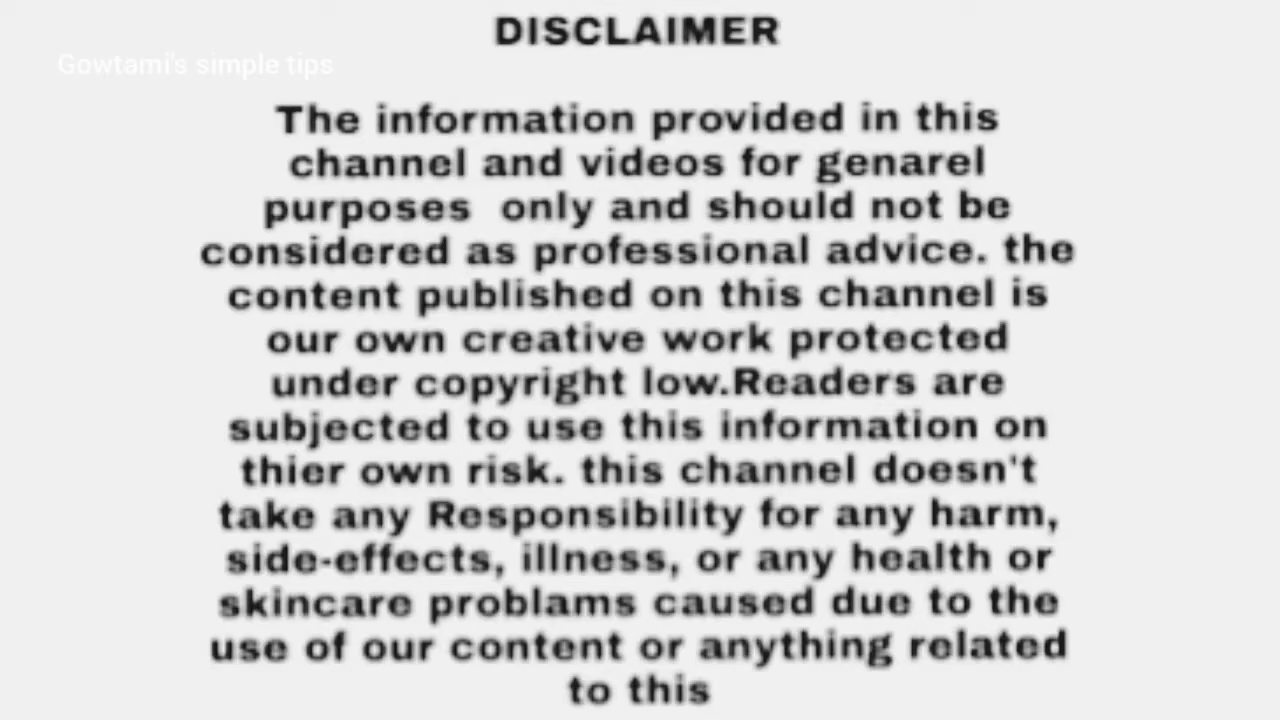 DISCLAIMER
Gowtami's simple tips
The information provided in this
channel and videos for genarel
purposes only and should not be
considered as professional advice. the
content published on this channel is
our own creative work protected
under copyright low.Readers are
subjected to use this information on
thier own risk. this channel doesn't
take any Responsibility for any harm,
side-effects, illness, or any health or
skincare problams caused due to the
use of our content or anything related
to this